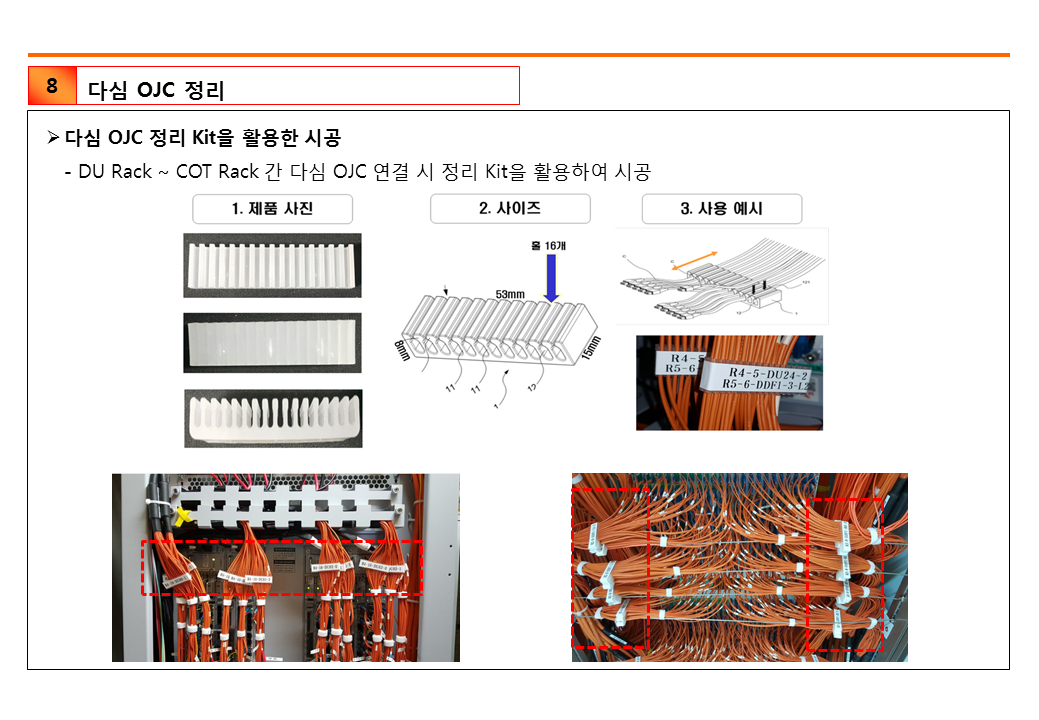 8
다심 OJC 정리
➢ 다심 OJC 정리 Kit을 활용한 시공
- DU Rack ~ COT Rack 간 다심 OJC 연결 시 정리 Kit을 활용하여 시공
1. 제품 사진
2. 사이즈
3. 사용 예시
홀 16개
53mm
8mm
15mm
11
11
12
1
R4-5
R5-6-
R4-5-DU24-2
R5-6-DDF1-3-L2